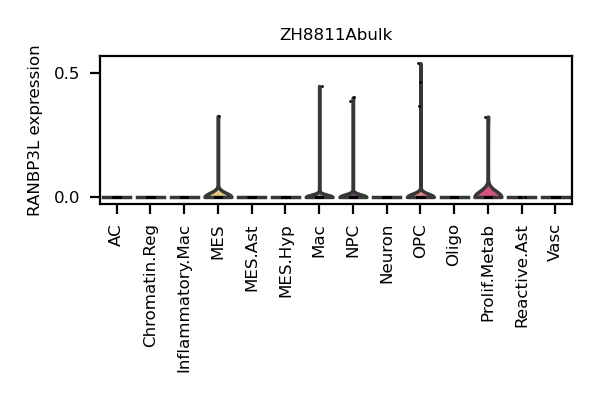 ZH8811Abulk
RANBP3L expression
0.5
0.0
AC
Chromatin.Reg
Inflammatory.Mac
MES
MES.Ast
MES.Hyp
Mac
NPC
Neuron
OPC
Oligo
Prolif.Metab
Reactive.Ast
Vasc